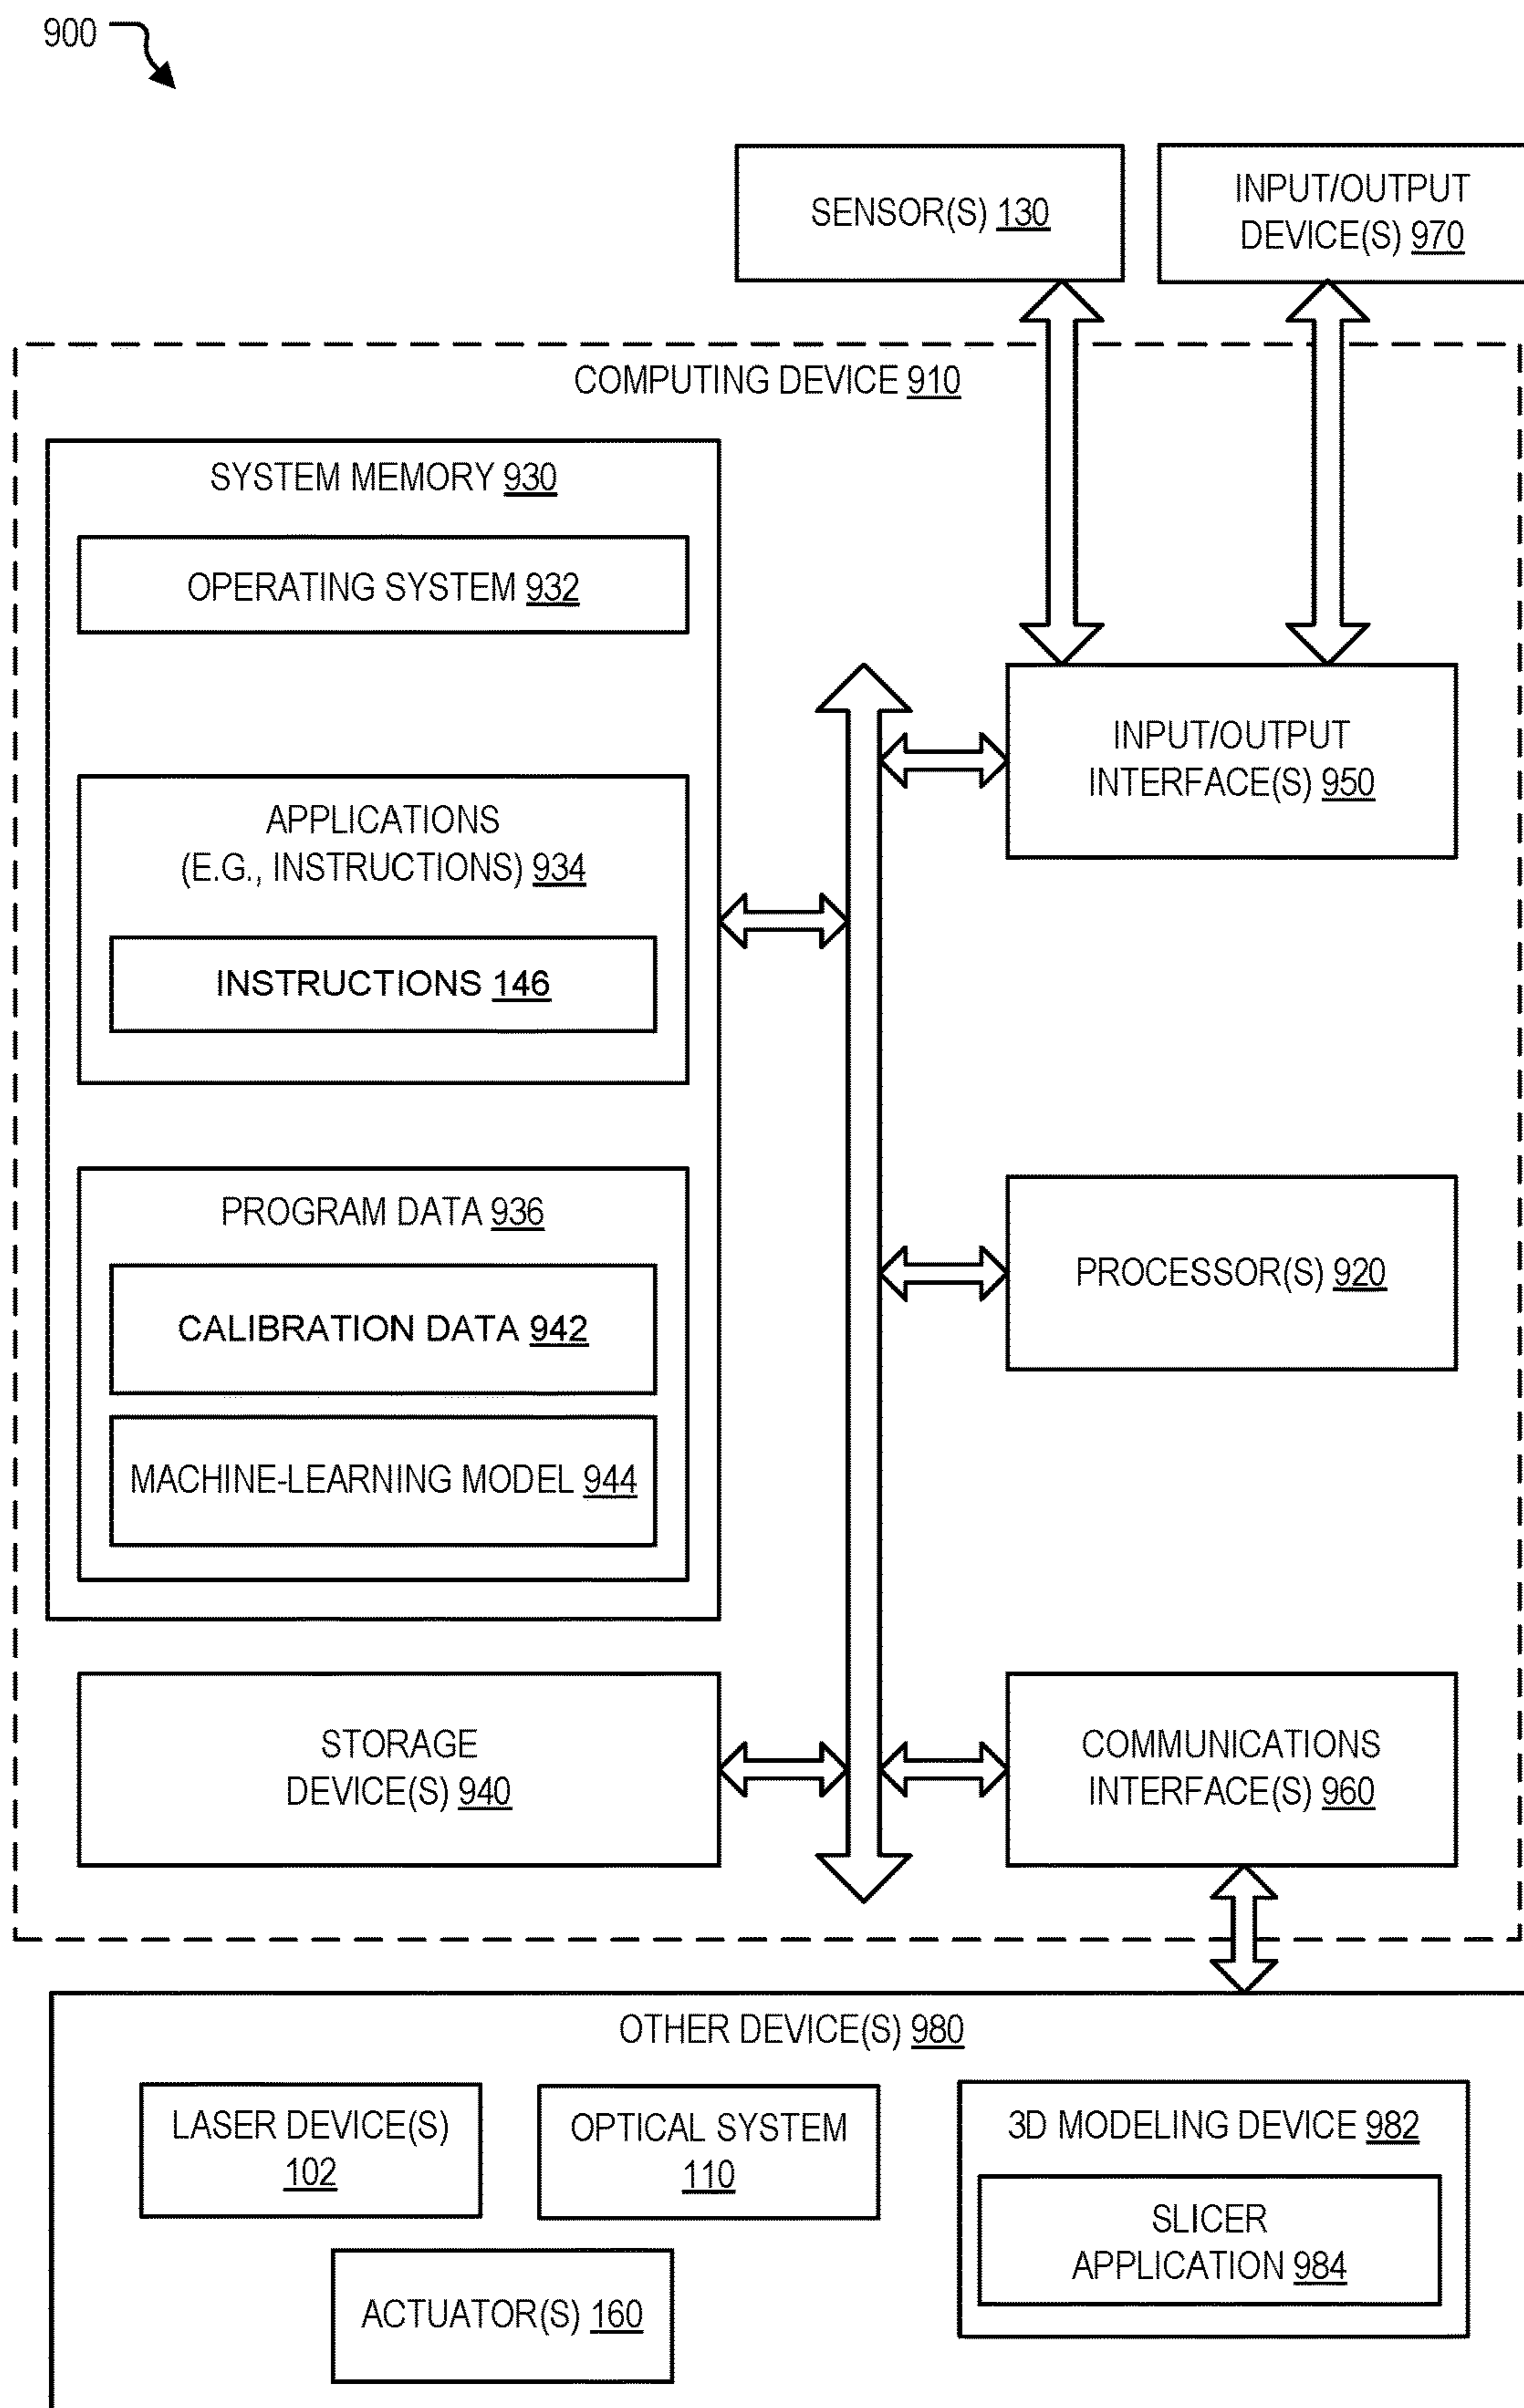 900
SENSOR(S) 130
INPUT/OUTPUT
DEVICE(S) 970
COMPUTING DEVICE 910
SYSTEM MEMORY 930
OPERATING SYSTEM 932
APPLICATIONS
(E.G., INSTRUCTIONS) 934
INSTRUCTIONS 146
PROGRAM DATA 936
CALIBRATION DATA 942
MACHINE-LEARNING MODEL 944
STORAGE
DEVICE(S) 940
INPUT/OUTPUT
INTERFACE(S) 950
PROCESSOR(S) 920
COMMUNICATIONS
INTERFACE(S) 960
OTHER DEVICE(S) 980
LASER DEVICE(S)
102
OPTICAL SYSTEM
110
ACTUATOR(S) 160
3D MODELING DEVICE 982
SLICER
APPLICATION 984